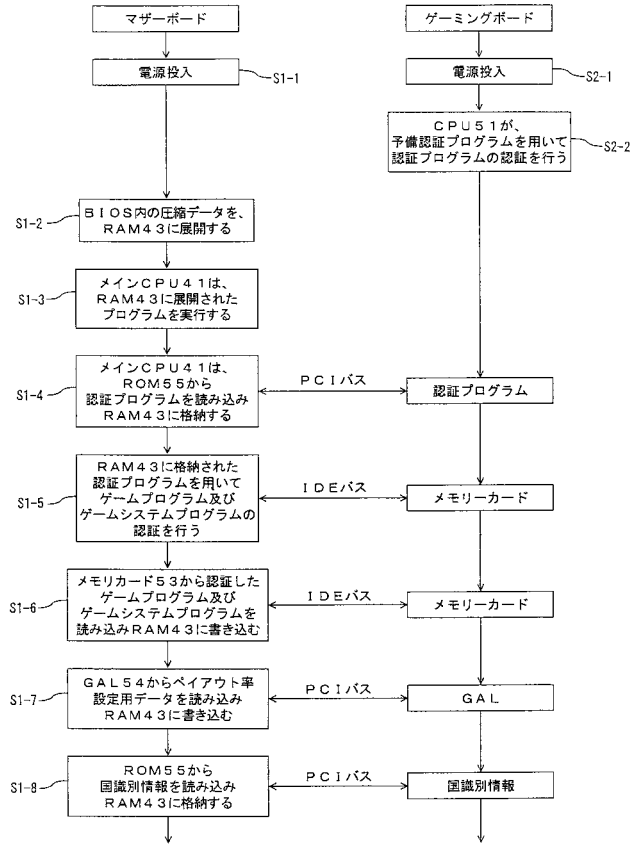 マザーボード
ゲーミングボード
電源投入
S1-1
電源投入
S2-1
ＣＰＵ５１が、
予備認証プログラムを用いて
認証プログラムの認証を行う
S2-2
ＢＩＯＳ内の圧縮データを、
ＲＡＭ４３に展開する
S1-2
メインＣＰＵ４１は、
ＲＡＭ４３に展開された
プログラムを実行する
S1-3
メインＣＰＵ４１は、
ＲＯＭ５５から
認証プログラムを読み込み
ＲＡＭ４３に格納する
S1-4
ＰＣＩバス
認証プログラム
ＲＡＭ４３に格納された
認証プログラムを用いて
ゲームプログラム及び
ゲームシステムプログラムの
認証を行う
S1-5
ＩＤＥバス
メモリーカード
メモリカード５３から認証した
ゲームプログラム及び
ゲームシステムプログラムを
読み込みＲＡＭ４３に書き込む
S1-6
ＩＤＥバス
メモリーカード
ＧＡＬ５４からペイアウト率
設定用データを読み込み
ＲＡＭ４３に書き込む
S1-7
ＰＣＩバス
ＧＡＬ
ＲＯＭ５５から
国識別情報を読み込み
ＲＡＭ４３に格納する
S1-8
ＰＣＩバス
国識別情報